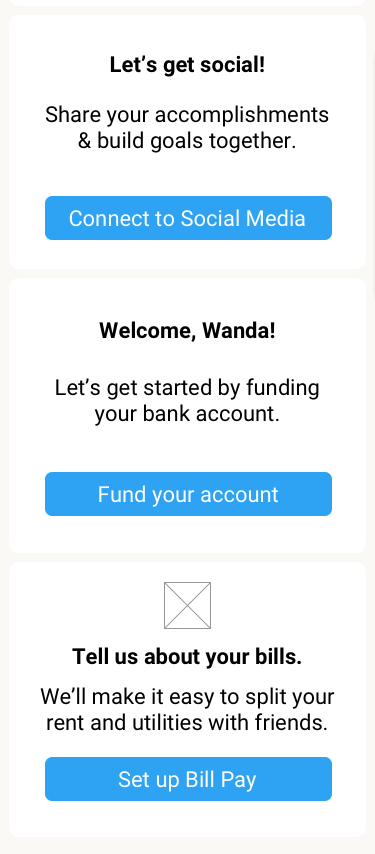 Let’s get social!
Share your accomplishments
& build goals together.
Connect to Social Media
Welcome, Wanda!
Let’s get started by funding
your bank account.
Fund your account
Tell us about your bills.
We’ll make it easy to split your
rent and utilities with friends.
Set up Bill Pay